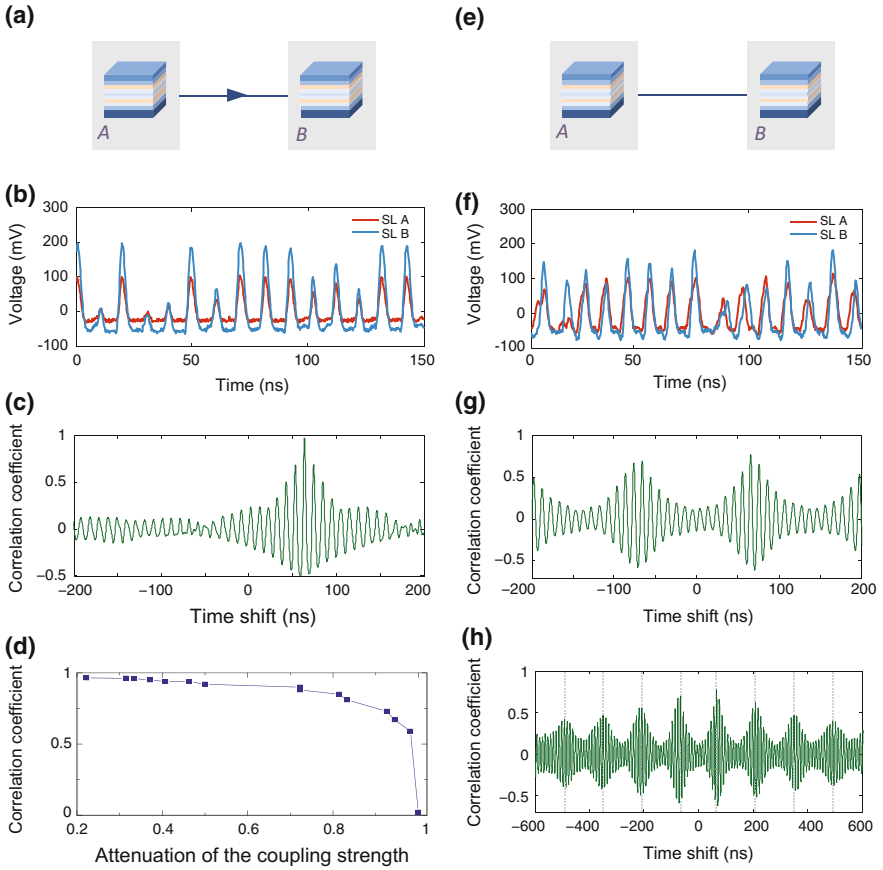 (a)
A
B
(b)
300
200
100
0
-100
Voltage (mV)
SL A
SL B
0
50
100
150
Time (ns)
(c)
1
0.5
0
−0.5
Correlation coefficient
−200
−100
0
100
200
Time shift (ns)
(d)
1
0.5
0
Correlation coefficient
0.2
0.4
0.6
0.8
1
Attenuation of the coupling strength
(e)
A
B
(f)
300
200
100
0
-100
Voltage (mV)
SL A
SL B
0
50
100
150
Time (ns)
(g)
1
0.5
0
−0.5
Correlation coefficient
−200
−100
0
100
200
Time shift (ns)
(h)
1
0.5
0
−0.5
Correlation coefficient
−600
−400
−200
0
200
400
600
Time shift (ns)